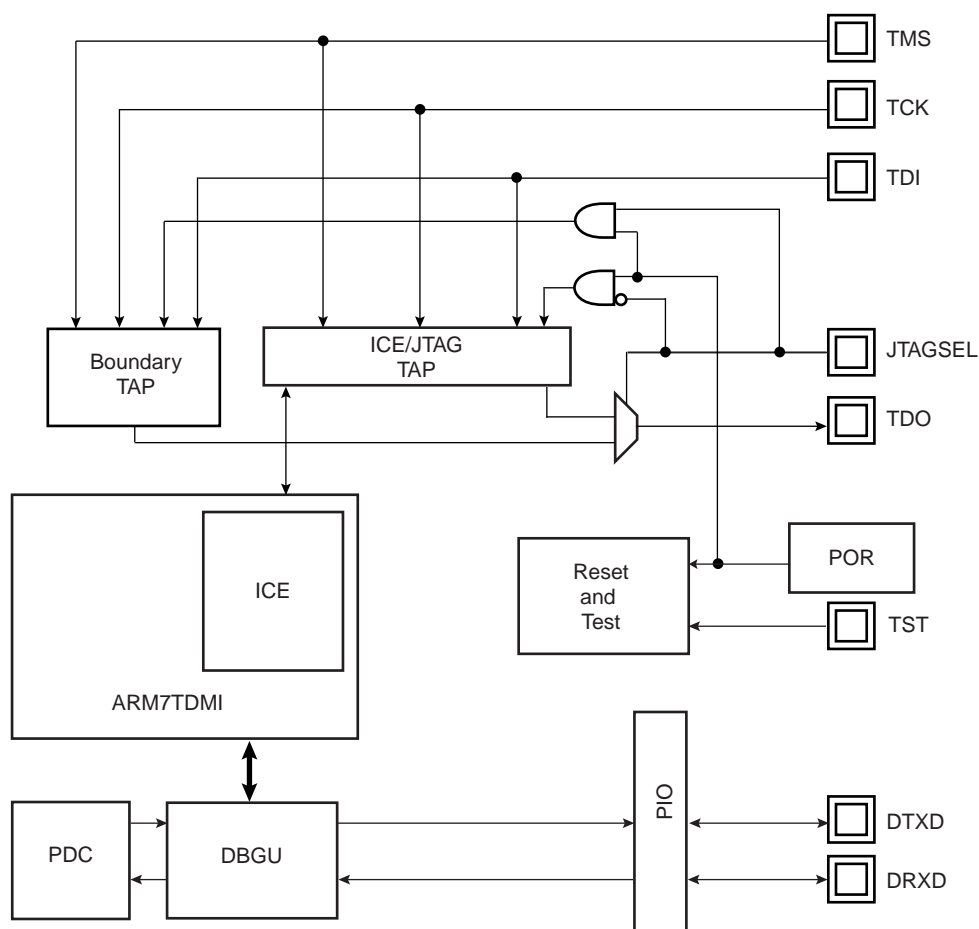 TMS
TCK
TDI
Boundary
TAP
ICE/JTAG
TAP
JTAGSEL
TDO
ICE
ARM7TDMI
Reset
and
Test
POR
TST
PDC
DBGU
PIO
DTXD
DRXD